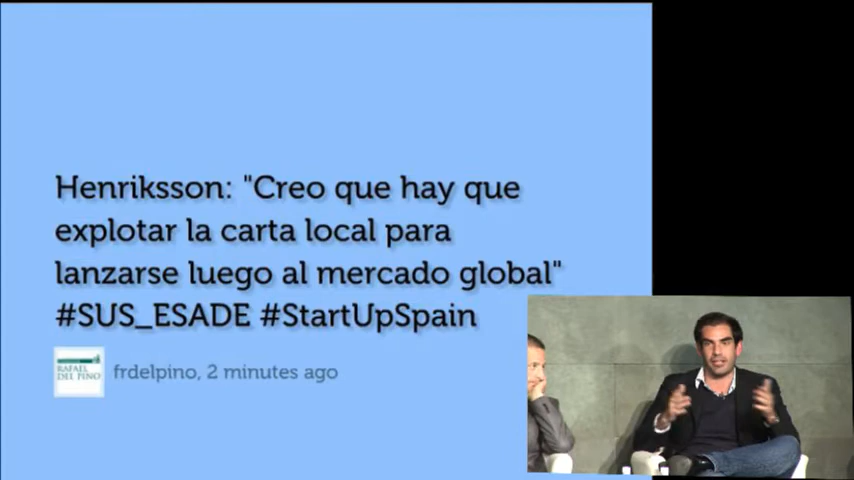 Henriksson: "Creo que hay que
explotar la carta local para
lanzarse luego al mercado global"
#SUS_ESADE #StartUpSpain
RAFAEL
DEL PINO
frdelpino, 2 minutes ago